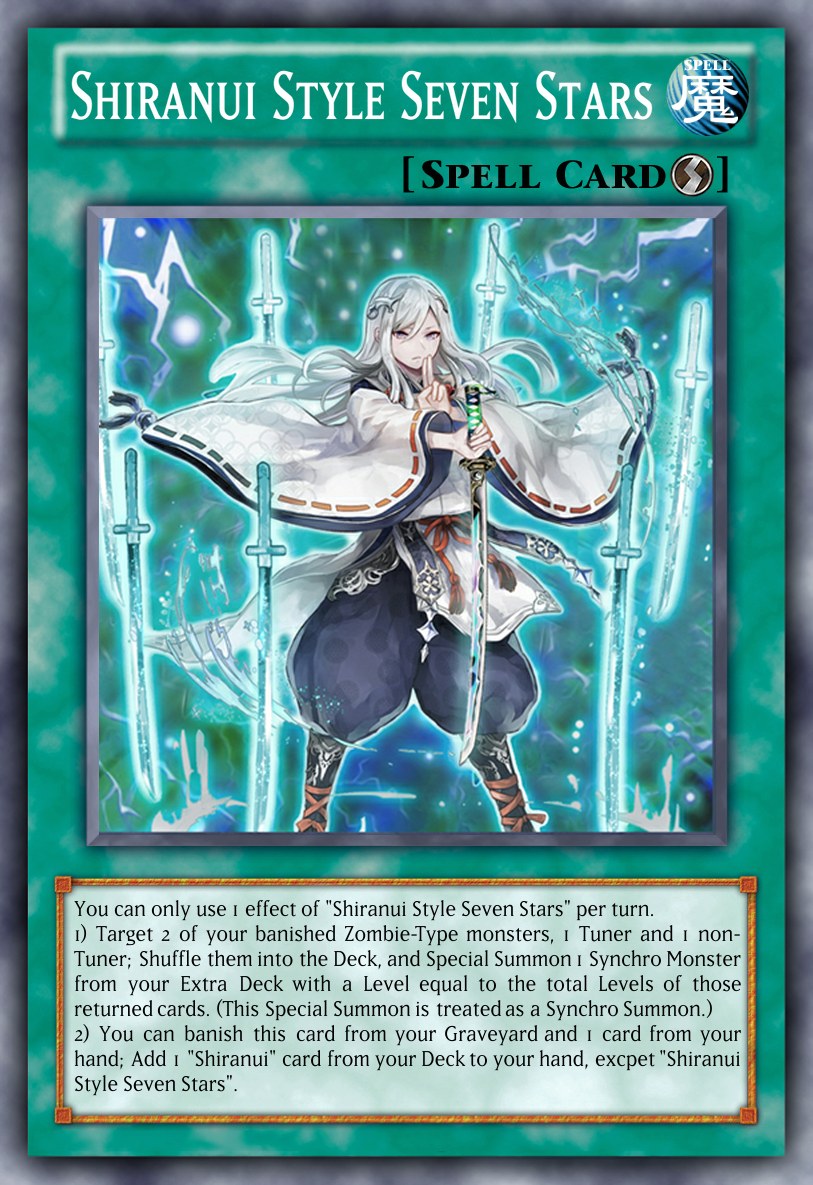 Shiranui Style Seven Stars
SPELL
魔
[Spell Card]
You can only use 1 effect of "Shiranui Style Seven Stars" per turn.
1) Target 2 of your banished Zombie-Type monsters, 1 Tuner and 1 non-
Tuner; Shuffle them into the Deck, and Special Summon 1 Synchro Monster
from your Extra Deck with a Level equal to the total Levels of those
returned cards. (This Special Summon is treated as a Synchro Summon.)
2) You can banish this card from your Graveyard and 1 card from your
hand; Add 1 "Shiranui" card from your Deck to your hand, excpet "Shiranui
Style Seven Stars".